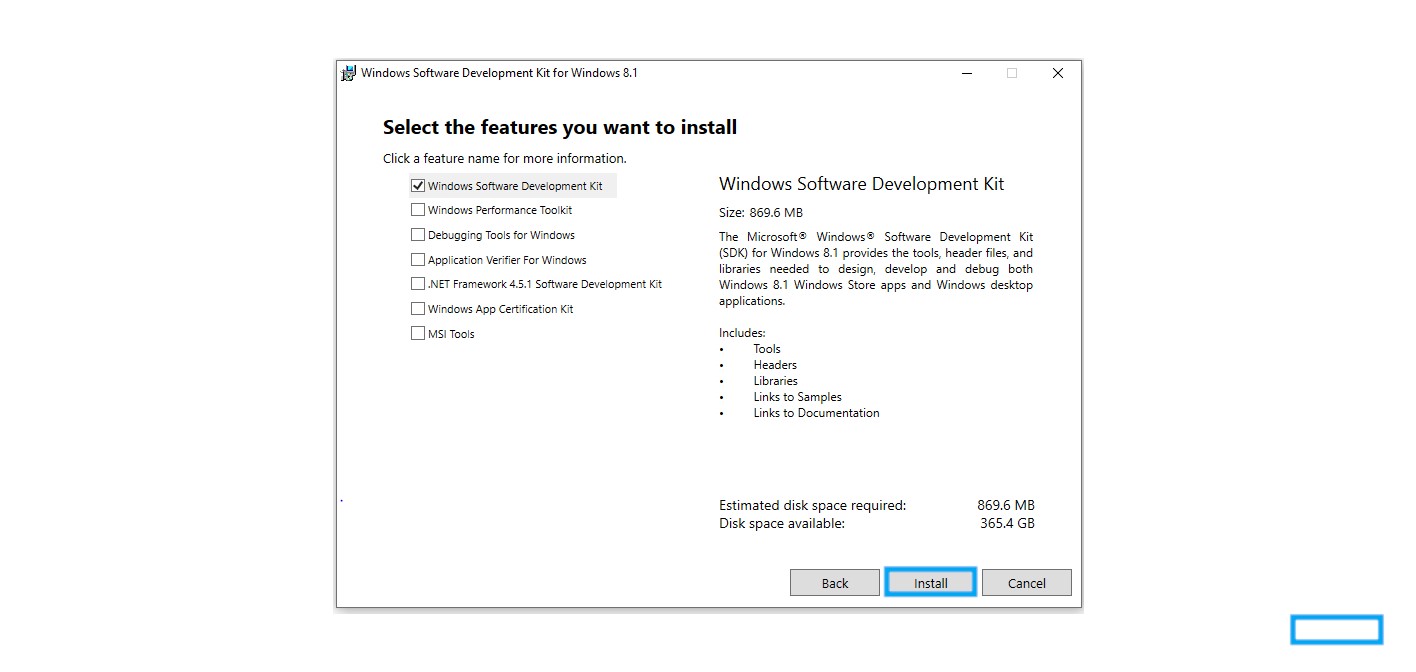 Windows Software Development Kit for Windows 8.1
Select the features you want to install
Click a feature name for more information.
Windows Software Development Kit
Windows Performance Toolkit
Debugging Tools for Windows
Application Verifier For Windows
.NET Framework 4.5.1 Software Development Kit
Windows App Certification Kit
MSI Tools
Windows Software Development Kit
Size: 869.6 MB
The Microsoft® Windows® Software Development Kit
(SDK) for Windows 8.1 provides the tools, header files, and
libraries needed to design, develop and debug both
Windows 8.1 Windows Store apps and Windows desktop
applications.
Includes:
• Tools
• Headers
• Libraries
• Links to Samples
• Links to Documentation
Estimated disk space required: 869.6 MB
Disk space available: 365.4 GB
Back Install Cancel